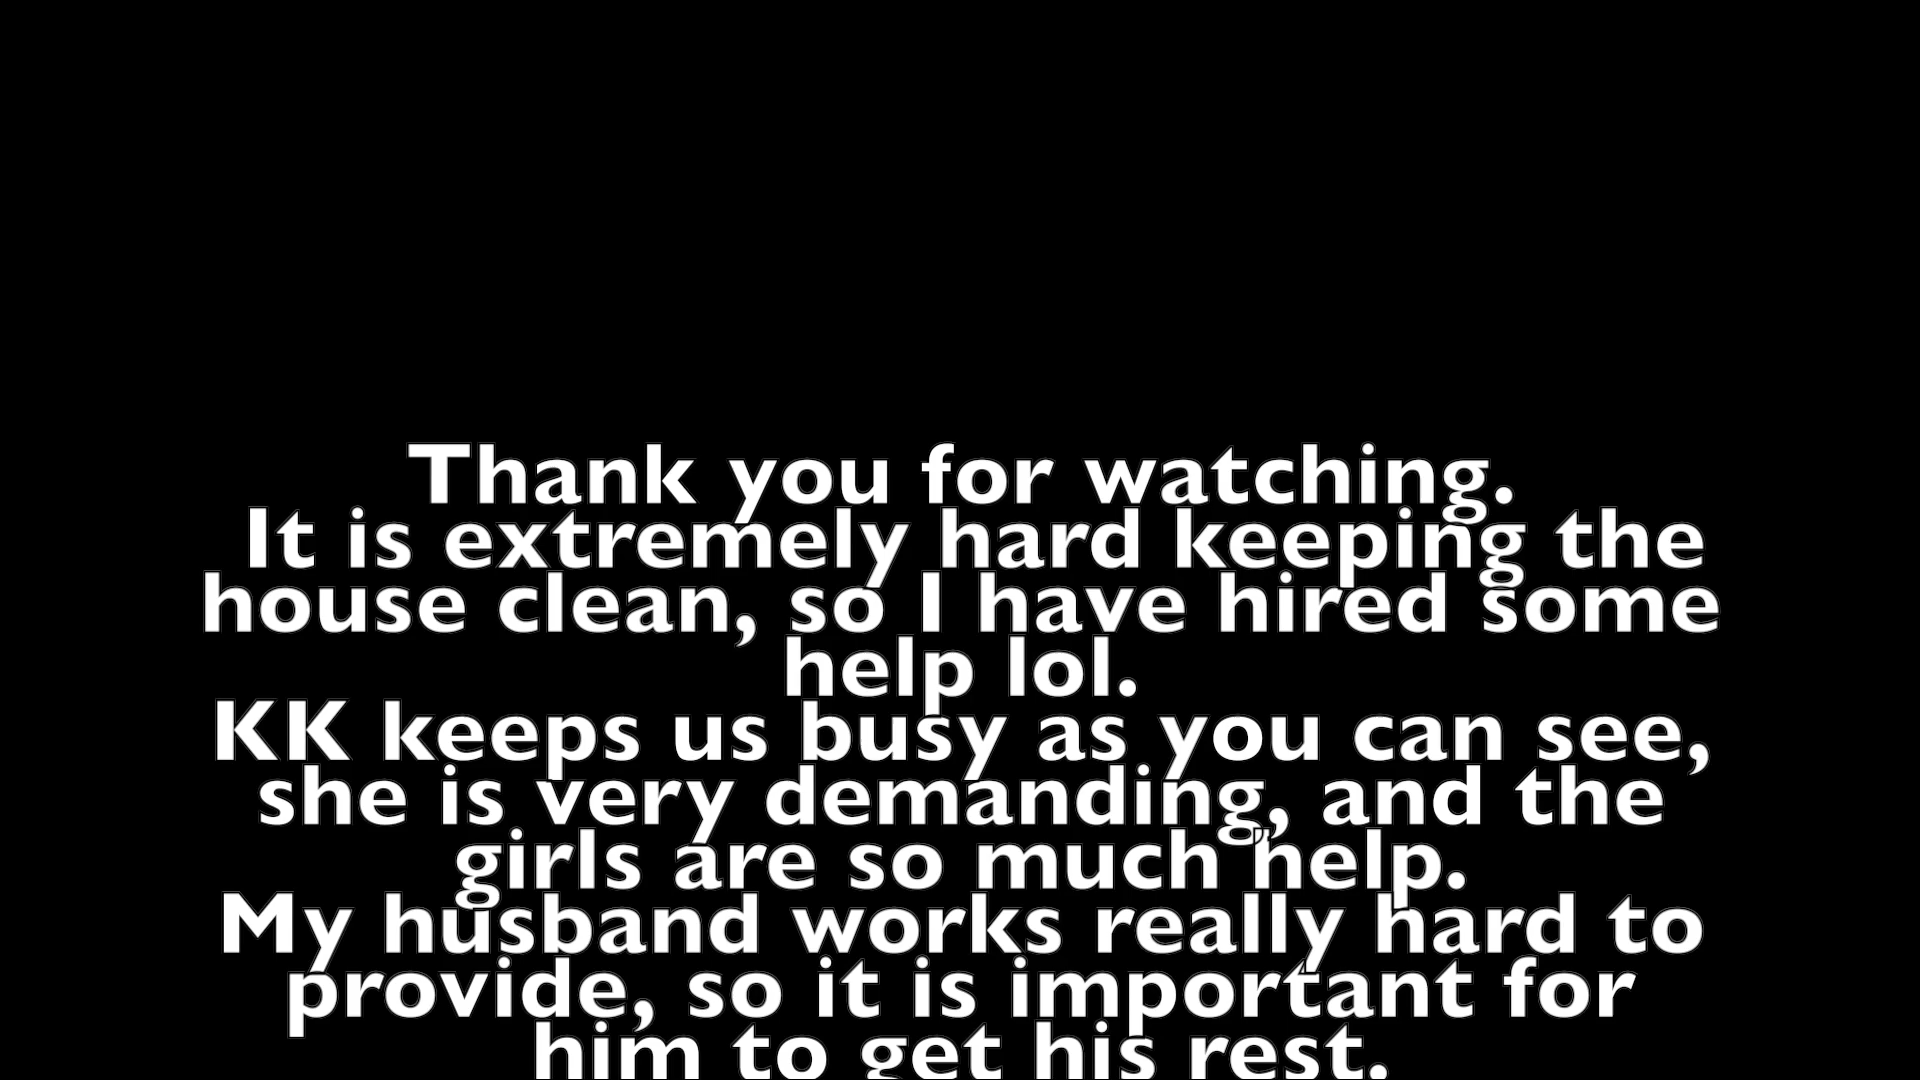 Thank you for watching.
It is extremely hard keeping the
house clean, so I have hired some
help lol.
KK keeps us busy as you can see,
she is very demanding, and the
girls are so much help.
My husband works really hard to
provide, so it is important for
him to get his rest.